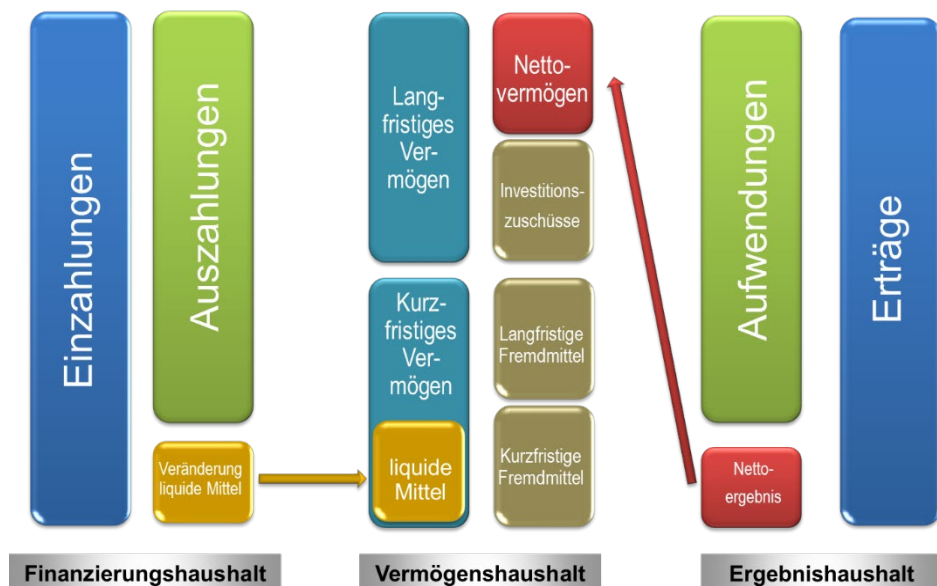 Einzahlungen
Auszahlungen
Veränderung
liquide Mittel
Finanzierungshaushalt
Lang-
fristiges
Ver-
mögen
Kurz-
fristiges
Ver-
mögen
liquide
Mittel
Netto-
vermögen
Investitions-
zuschüsse
Langfristige
Fremdmittel
Kurzfristige
Fremdmittel
Vermögenshaushalt
Aufwendungen
Netto-
ergebnis
Erträge
Ergebnishaushalt